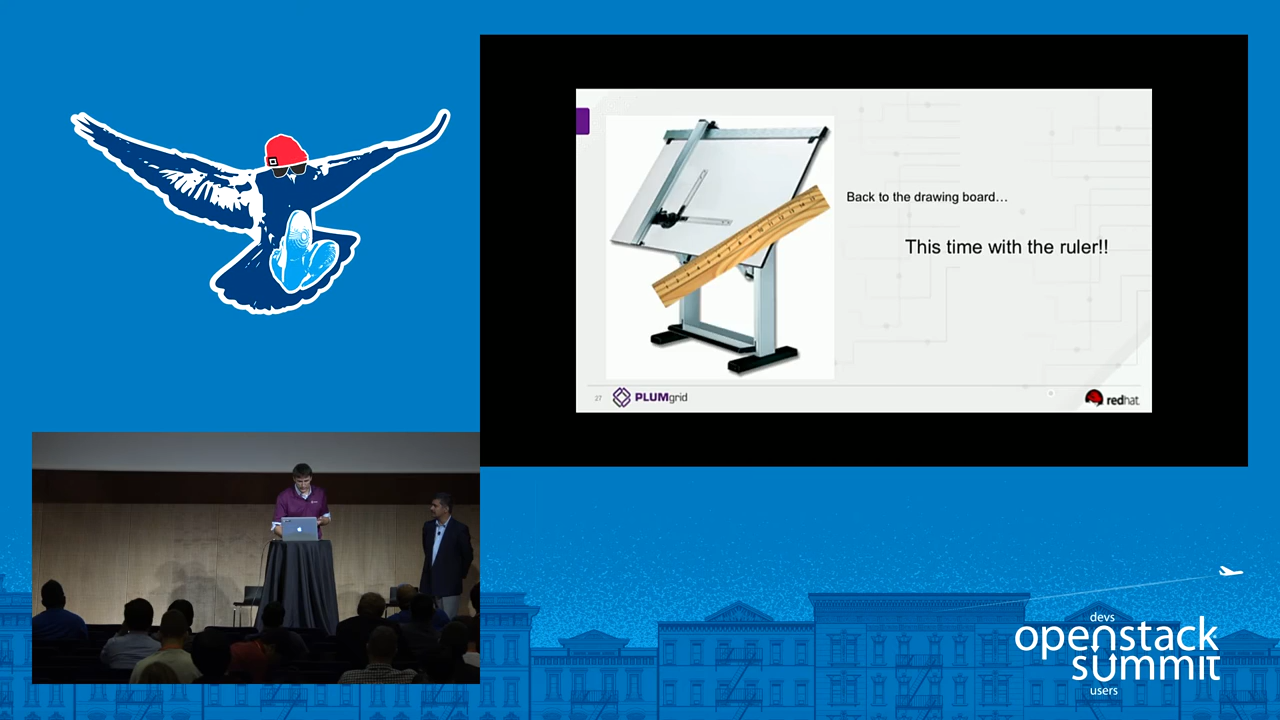 Back to the drawing board…
This time with the ruler!!
27
PLUMgrid
redhat.
devs
openstack
summit
users